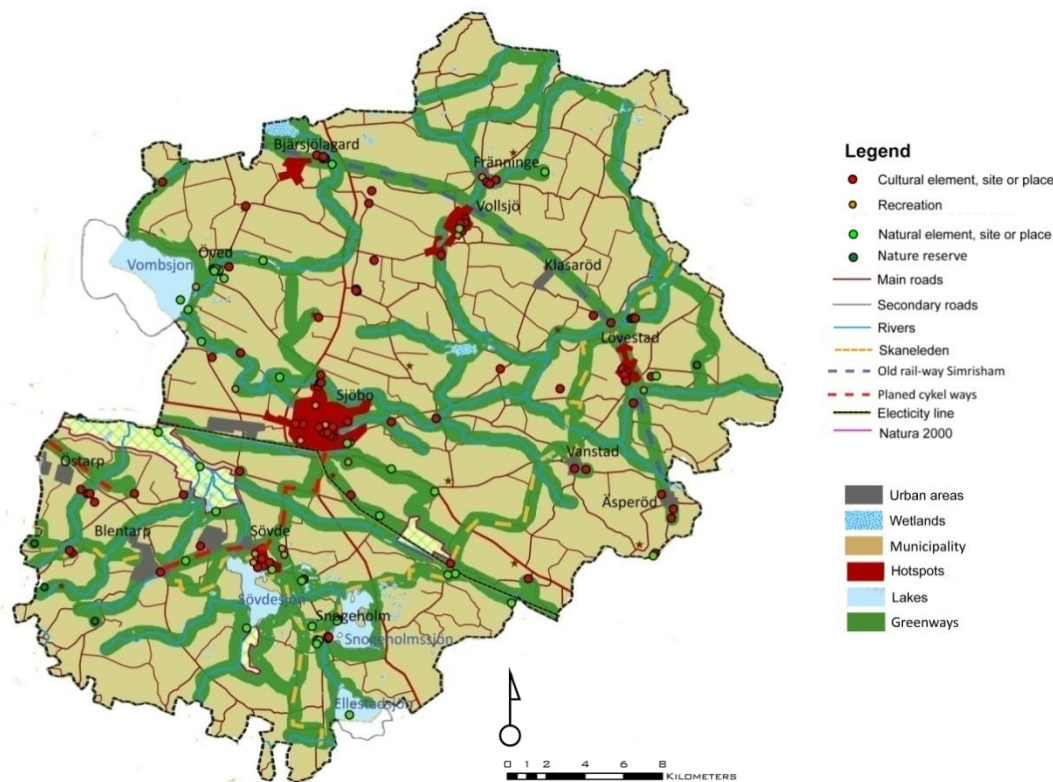 Bjärsjölagard
Fränninge
Vollsjö
Öved
Vombsjon
Klasaröd
Lövestad
Sjöbo
Östarp
Vanstad
Äsperöd
Blentarp
Sövde
Sövdesjön
Snogeholm
Snogeholmssjön
Ellestadsjön
0 1 2 4 6 8
KILOMETERS
Legend
Cultural element, site or place
Recreation
Natural element, site or place
Nature reserve
Main roads
Secondary roads
Rivers
Skaneleden
Old rail-way Simrisham
Planed cykel ways
Electicity line
Natura 2000
Urban areas
Wetlands
Municipality
Hotspots
Lakes
Greenways